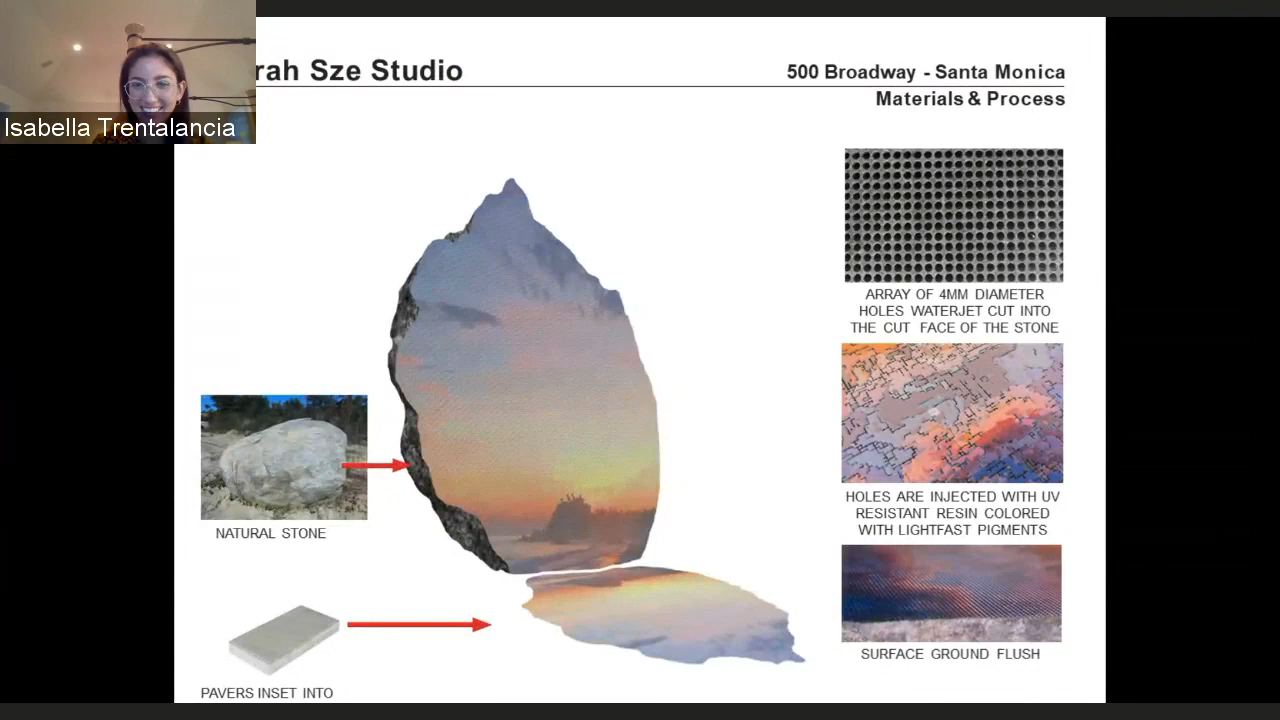 rah Sze Studio
500 Broadway - Santa Monica
Materials & Process
Isabella Trentalancia
ARRAY OF 4MM DIAMETER
HOLES WATERJET CUT INTO
THE CUT FACE OF THE STONE
HOLES ARE INJECTED WITH UV
RESISTANT RESIN COLORED
WITH LIGHTFAST PIGMENTS
NATURAL STONE
SURFACE GROUND FLUSH
PAVERS INSET INTO